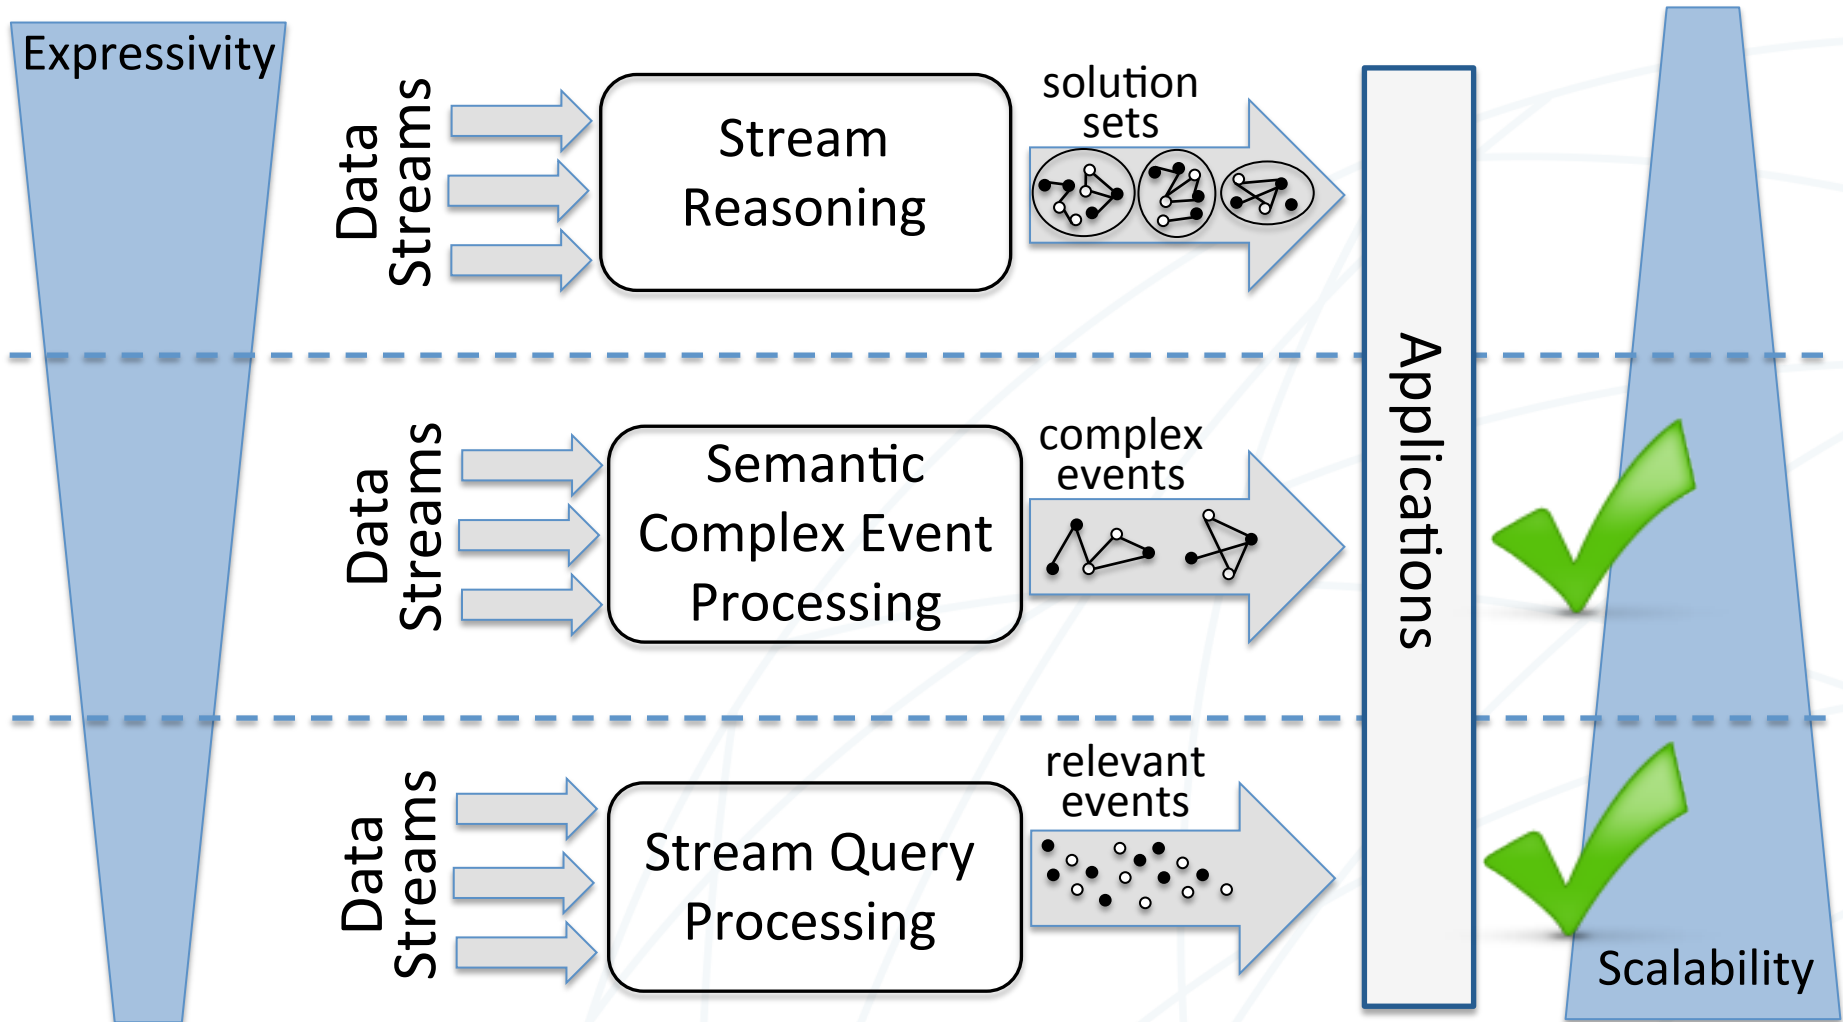 Expressivity
Data
Streams
Stream
Reasoning
solution
sets
Data
Streams
Semantic
Complex Event
Processing
complex
events
Data
Streams
Stream Query
Processing
relevant
events
Applications
Scalability